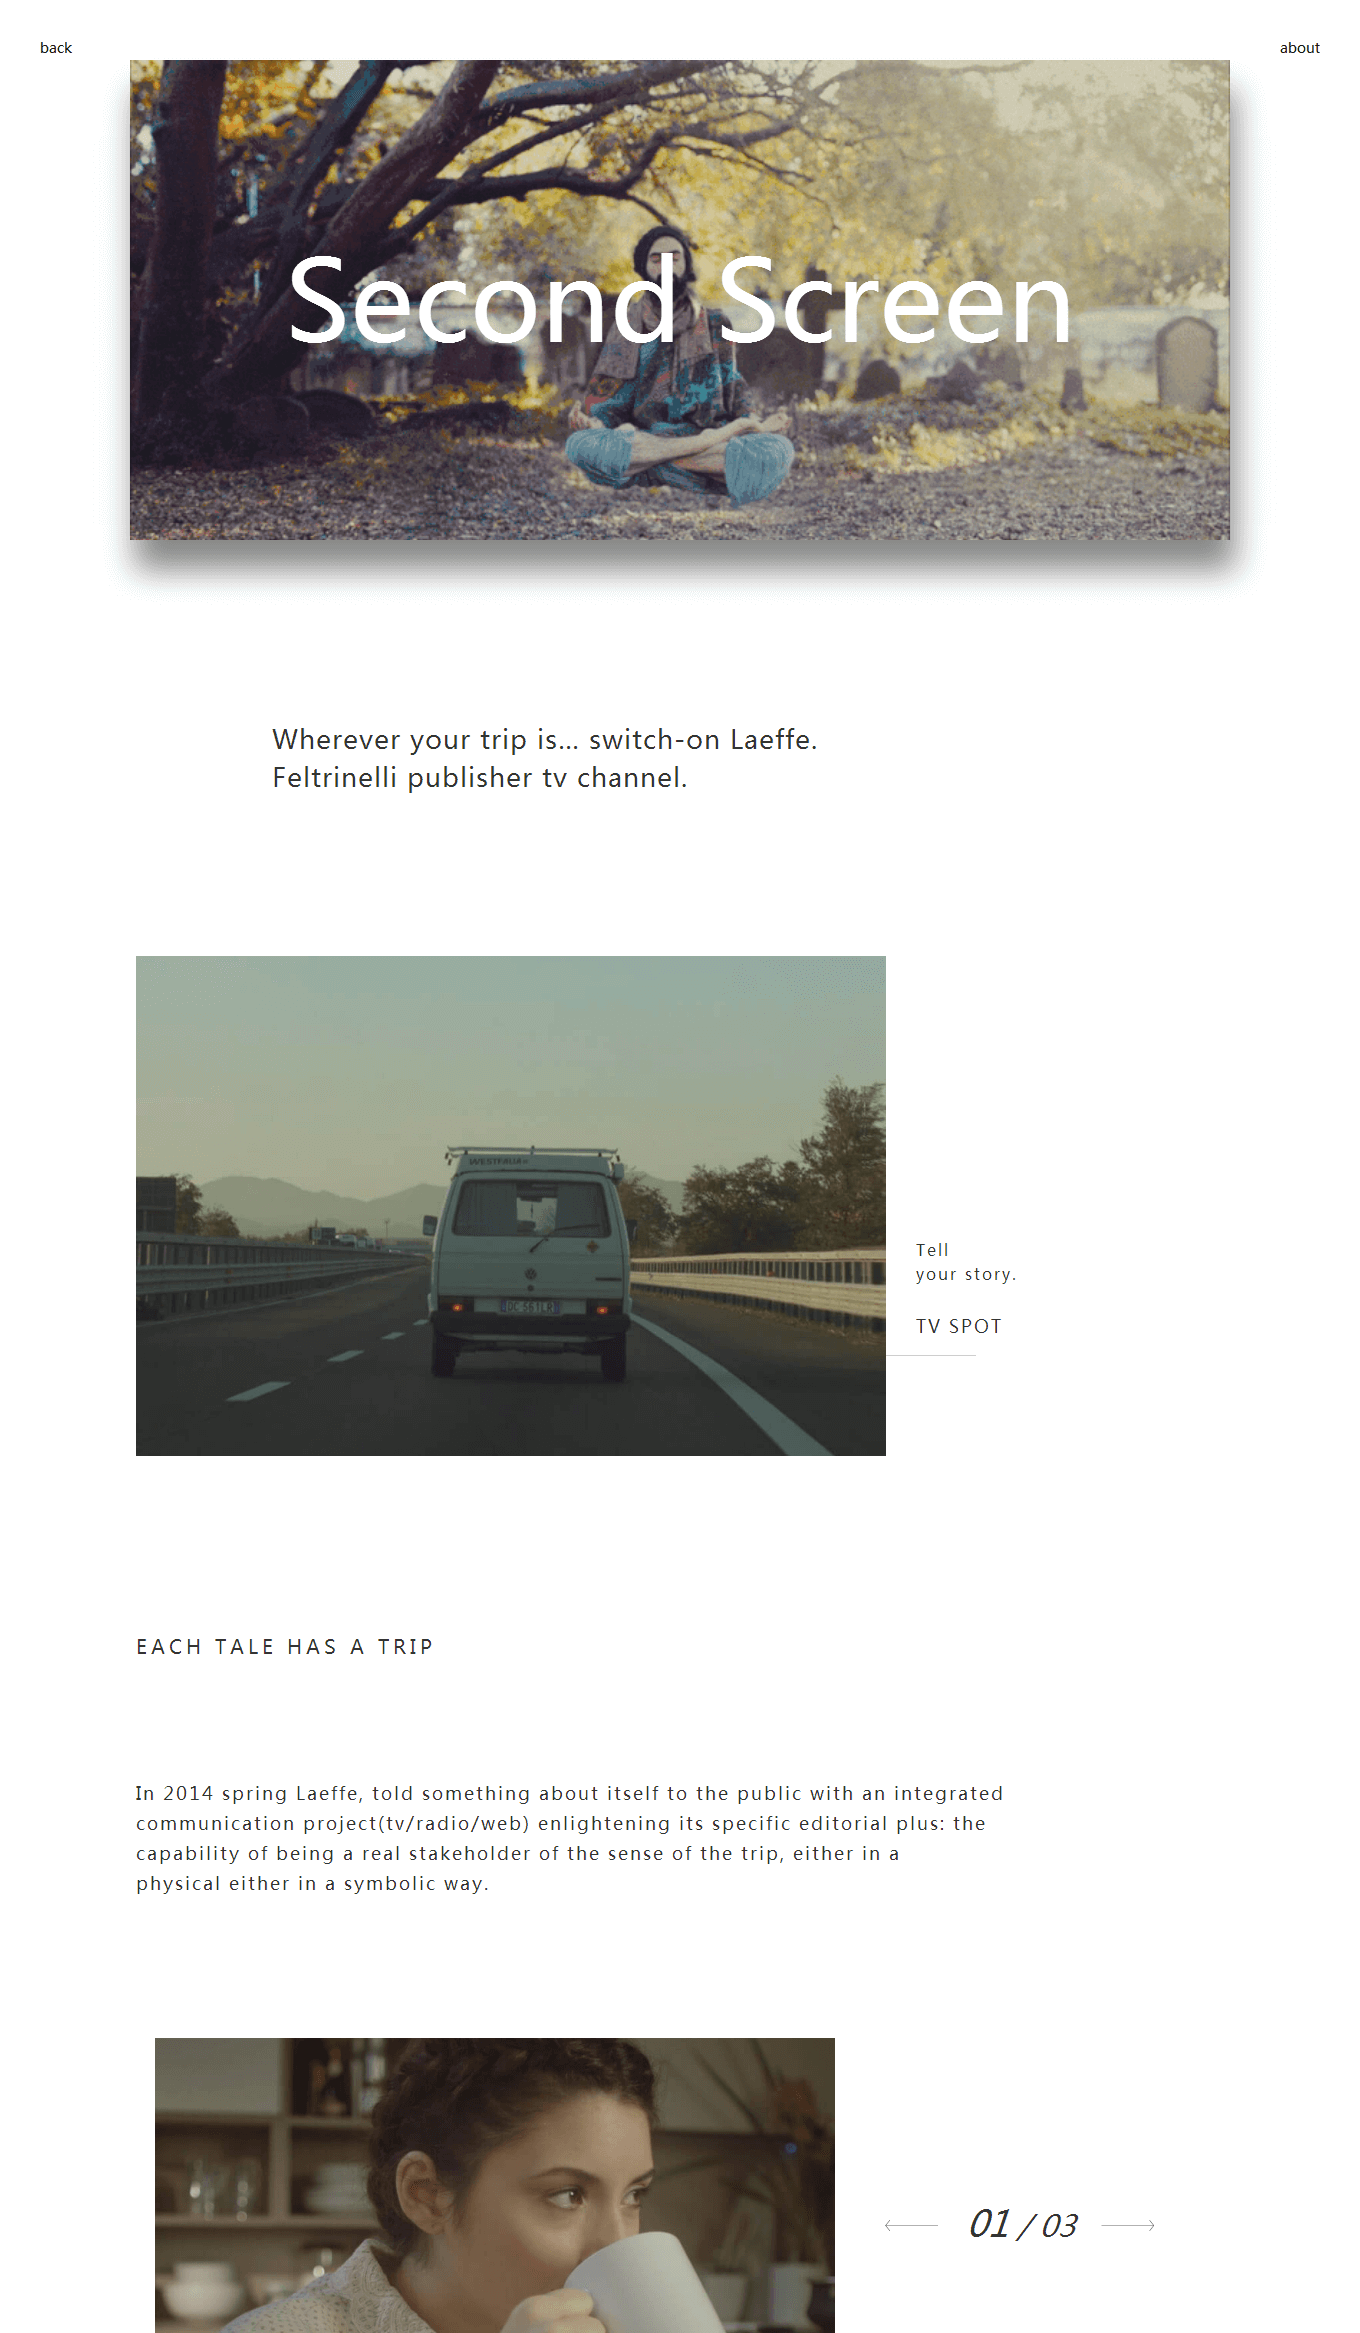 back
about
Second Screen
Wherever your trip is... switch-on Laeffe.
Feltrinelli publisher tv channel.
WESTFALIA
Tell
your story.
TV SPOT
EACH TALE HAS A TRIP
In 2014 spring Laeffe, told something about itself to the public with an integrated
communication project(tv/radio/web) enlightening its specific editorial plus: the
capability of being a real stakeholder of the sense of the trip, either in a
physical either in a symbolic way.
01 / 03